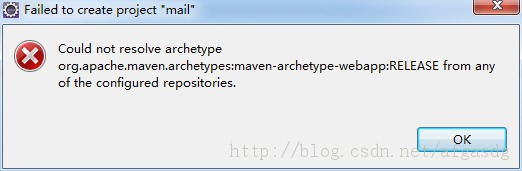 Failed to create project "mail"
Could not resolve archetype
org.apache.maven.archetypes:maven-archetype-webapp:RELEASE from any
of the configured repositories.
OK
http://blog.csdn.net/afgasdg